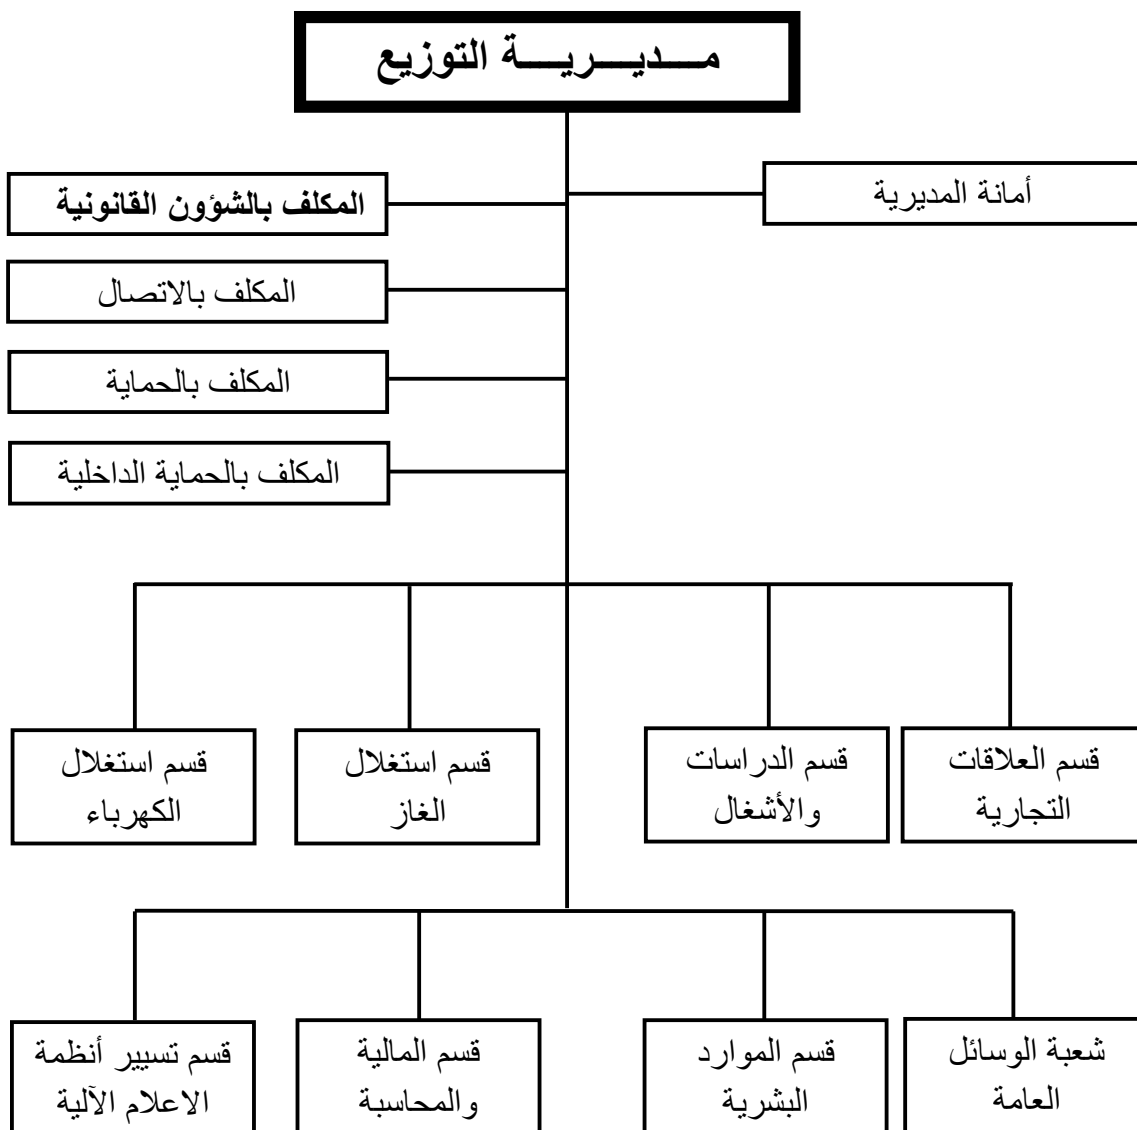 مـــديـــريـــة التوزيع
أمانة المديرية
المكلف بالشؤون القانونية
المكلف بالاتصال
المكلف بالحماية
المكلف بالحماية الداخلية
قسم العلاقات
التجارية
قسم الدراسات
والأشغال
قسم استغلال
الغاز
قسم استغلال
الكهرباء
شعبة الوسائل
العامة
قسم الموارد
البشرية
قسم المالية
والمحاسبة
قسم تسيير أنظمة
الاعلام الآلية